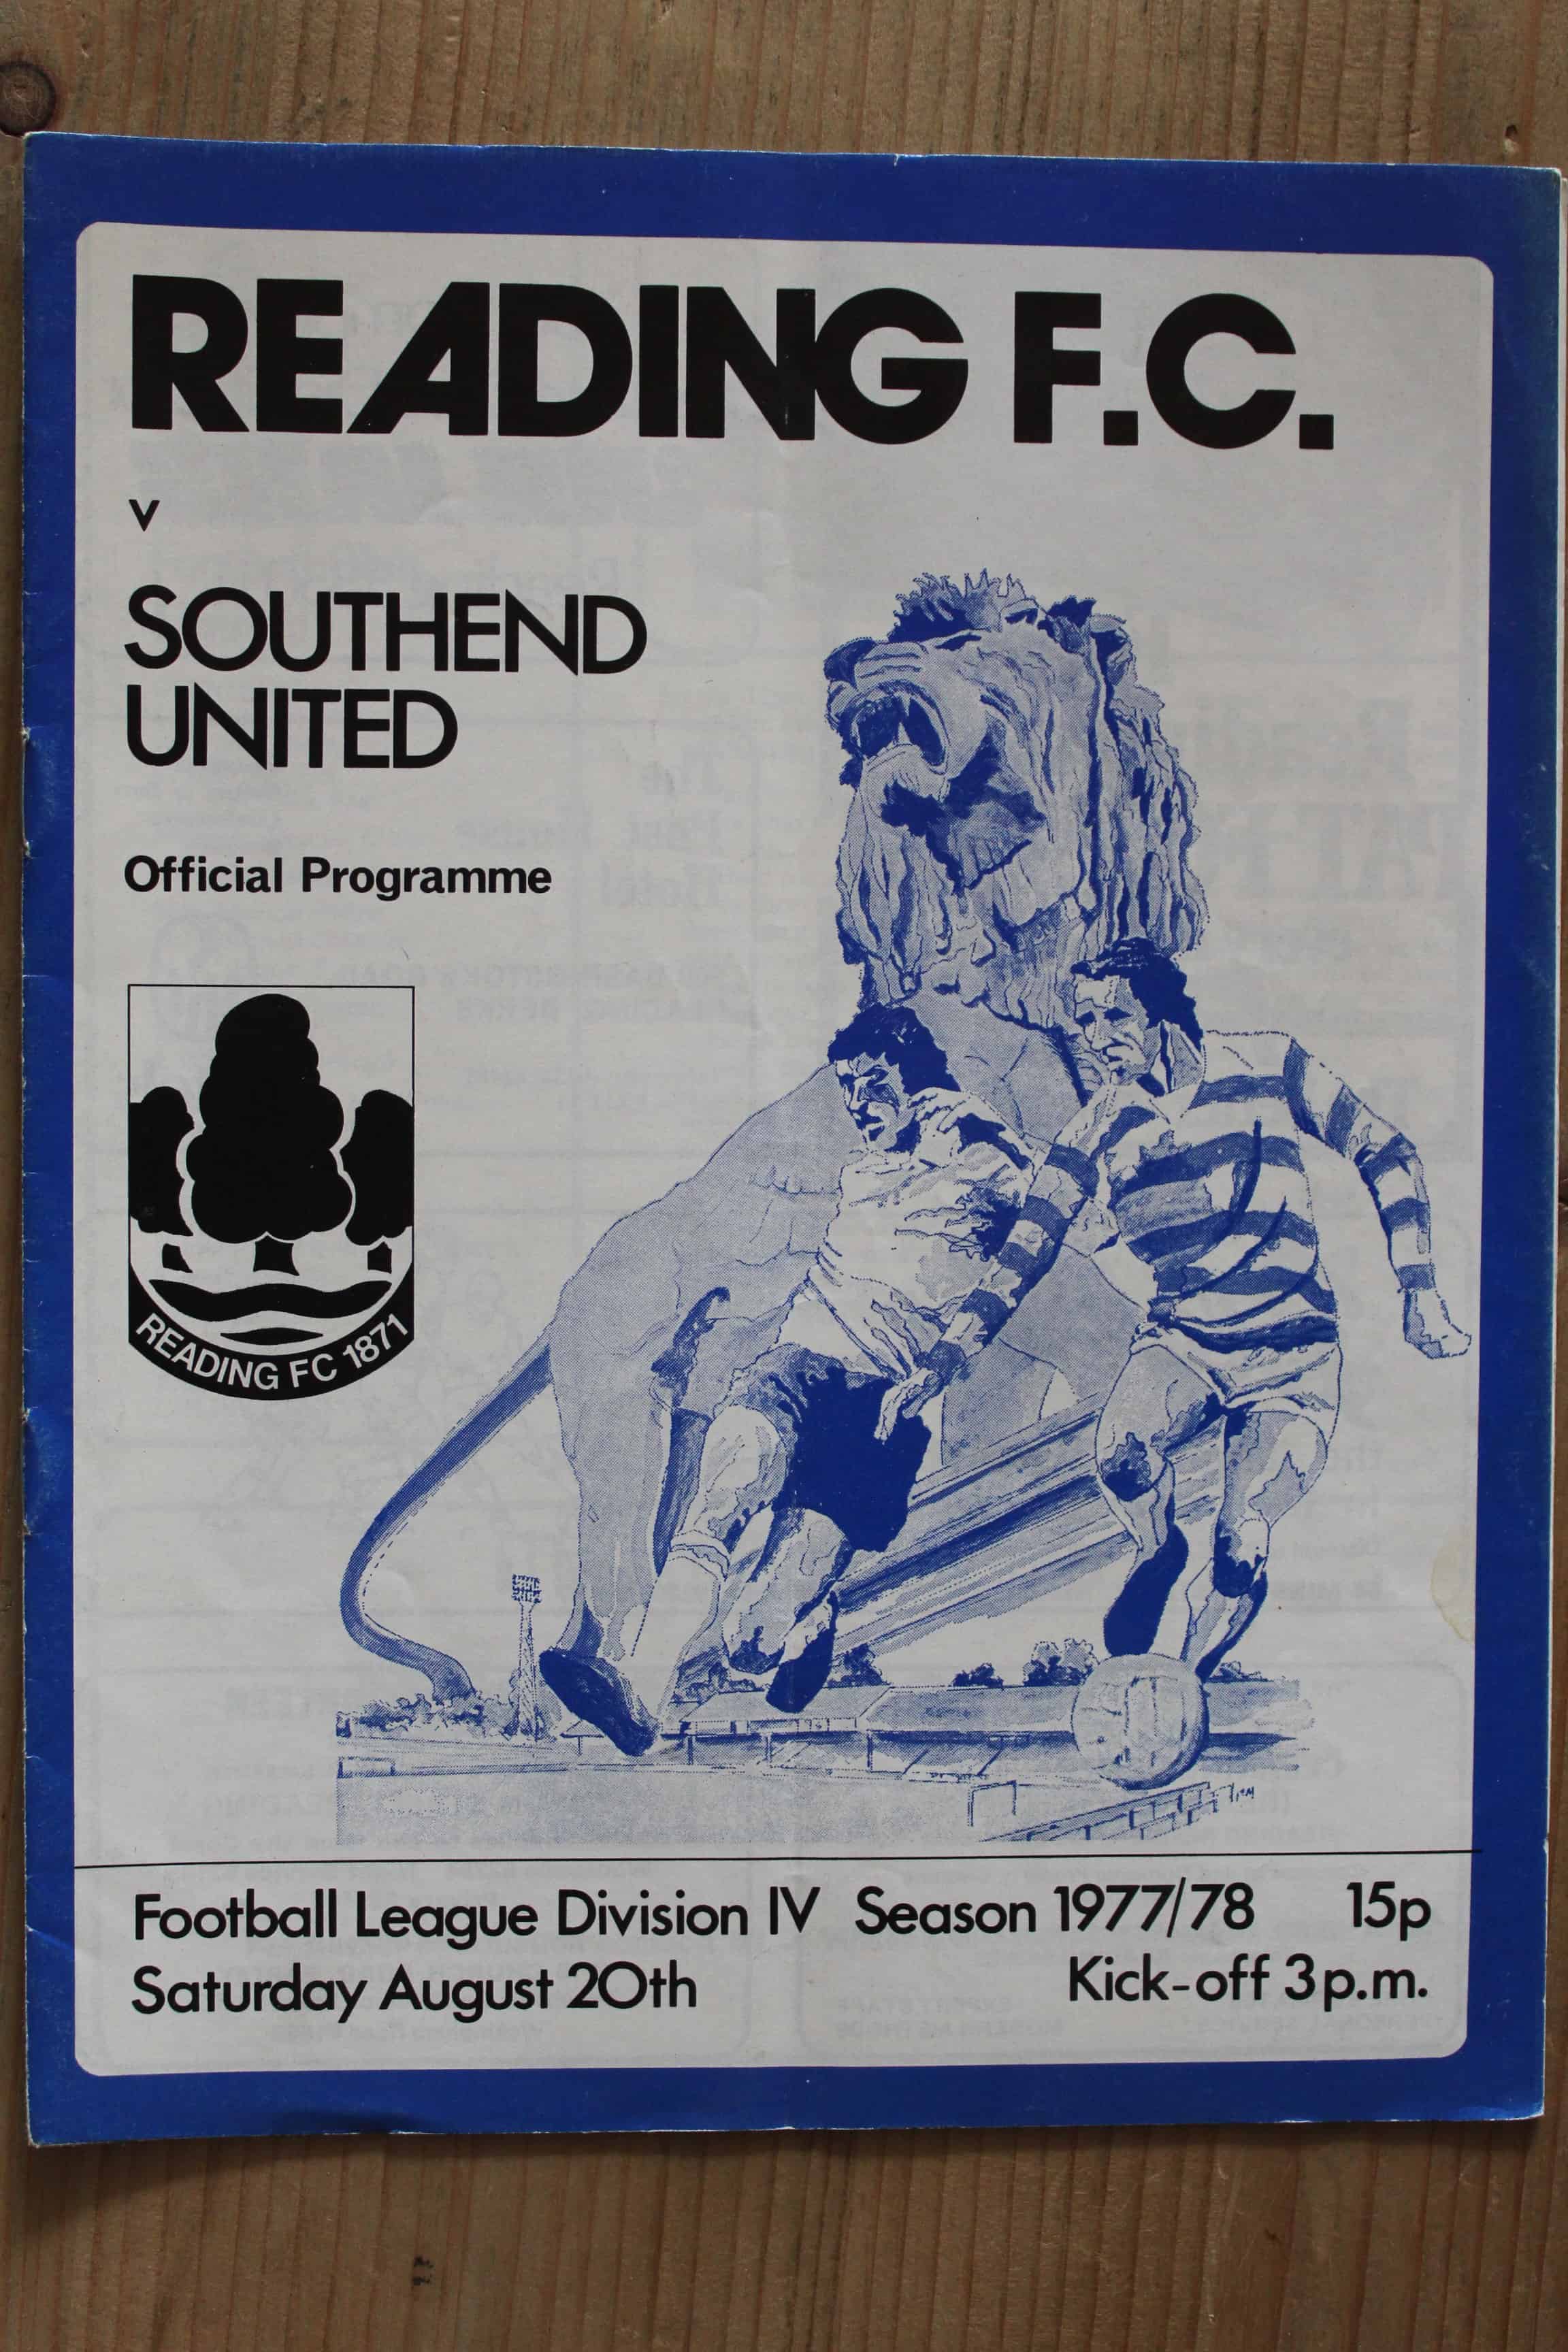 READING F.C.
v
SOUTHEND
UNITED
Official Programme
READING FC 1871
Football League Division IV Season 1977/78 15p
Saturday August 20th Kick-off 3p.m.